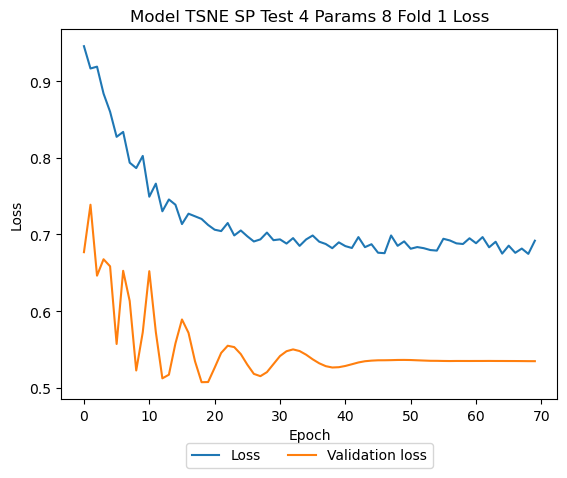 Model TSNE SP Test 4 Params 8 Fold 1 Loss
Loss
0.9
0.8
0.7
0.6
0.5
0 10 20 30 40 50 60 70
Epoch
Loss Validation loss